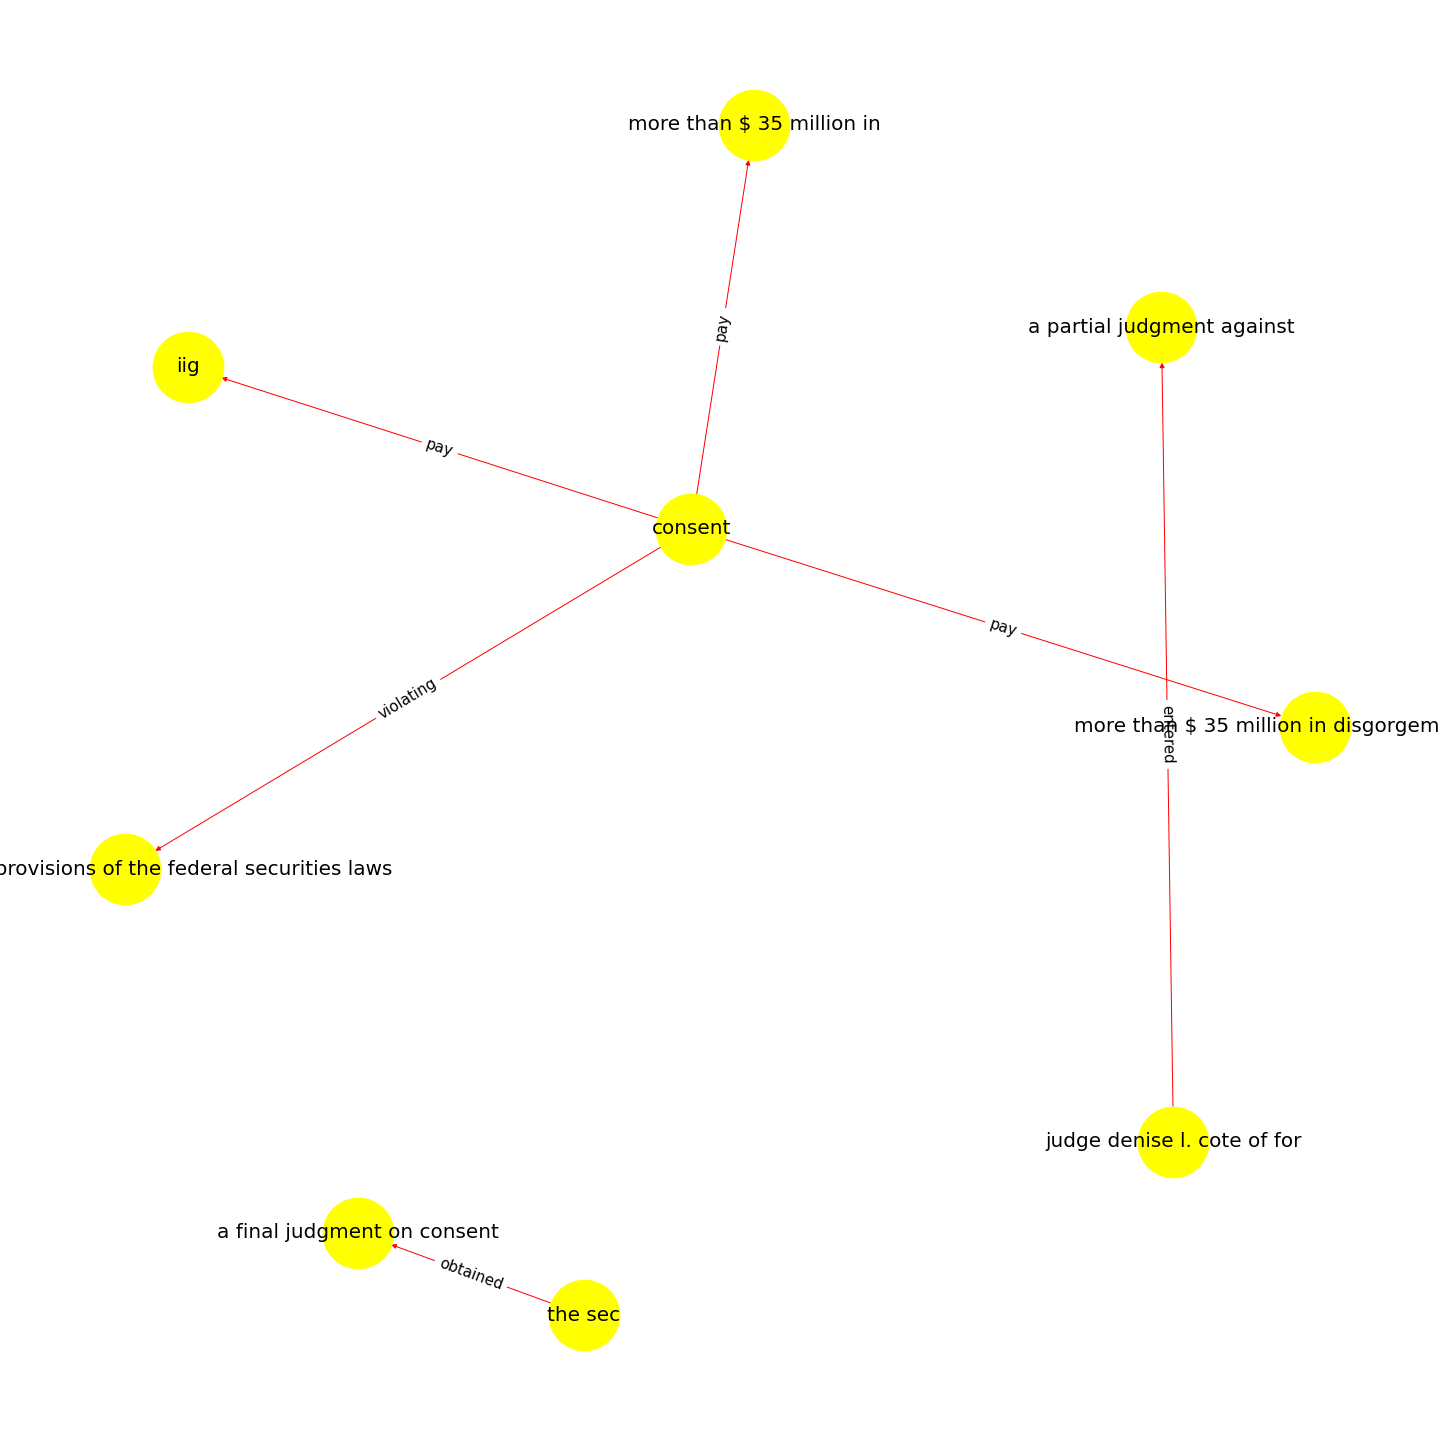 more than $ 35 million in
a partial judgment against
pay
iig
pay
consent
pay
violating
more than $ 35 million in disgorgem
entered
provisions of the federal securities laws
judge denise l. cote of for
a final judgment on consent
obtained
the sec